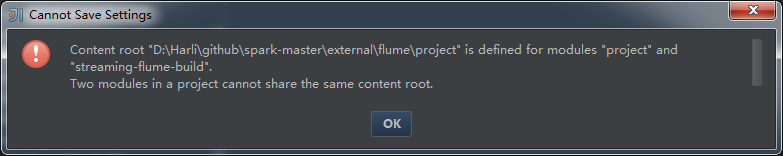 Cannot Save Settings
Content root "D:\Harli\github\spark-master\external\flume\project" is defined for modules "project" and
"streaming-flume-build".
Two modules in a project cannot share the same content root.
OK